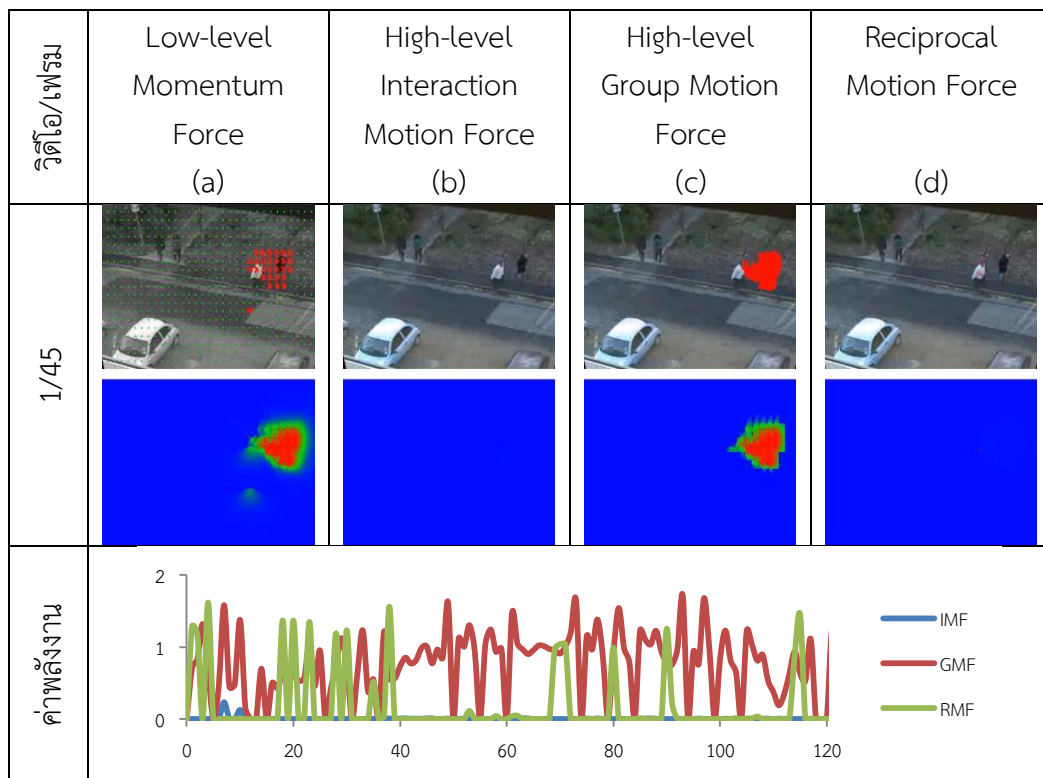 วิดีโอ/เฟรม
Low-level
Momentum
Force
(a)
High-level
Interaction
Motion Force
(b)
High-level
Group Motion
Force
(c)
Reciprocal
Motion Force
(d)
1/45
ค่าพลังงาน
2
1
0
0
20
40
60
80
100
120
IMF
GMF
RMF